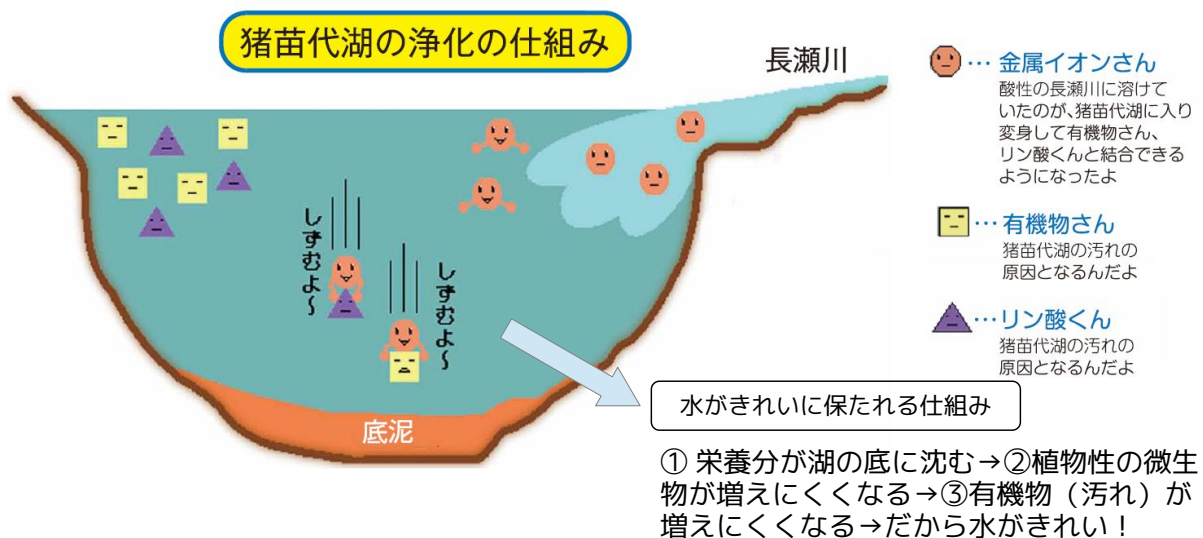 猪苗代湖の浄化の仕組み
長瀬川
金属イオンさん
酸性の長瀬川に溶けて
いたのが、猪苗代湖に入り
変身して有機物さん、
リン酸くんと結合できる
ようになったよ
有機物さん
猪苗代湖の汚れの
原因となるんだよ
リン酸くん
猪苗代湖の汚れの
原因となるんだよ
しずむよ~
しずむよ~
底泥
水がきれいに保たれる仕組み
① 栄養分が湖の底に沈む→②植物性の微生
物が増えにくくなる→③有機物（汚れ）が
増えにくくなる→だから水がきれい！